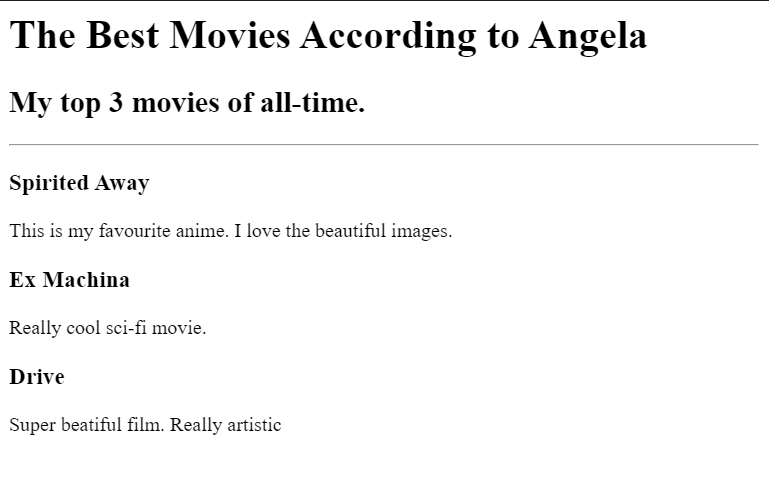 The Best Movies According to Angela
My top 3 movies of all-time.
Spirited Away
This is my favourite anime. I love the beautiful images.
Ex Machina
Really cool sci-fi movie.
Drive
Super beatiful film. Really artistic